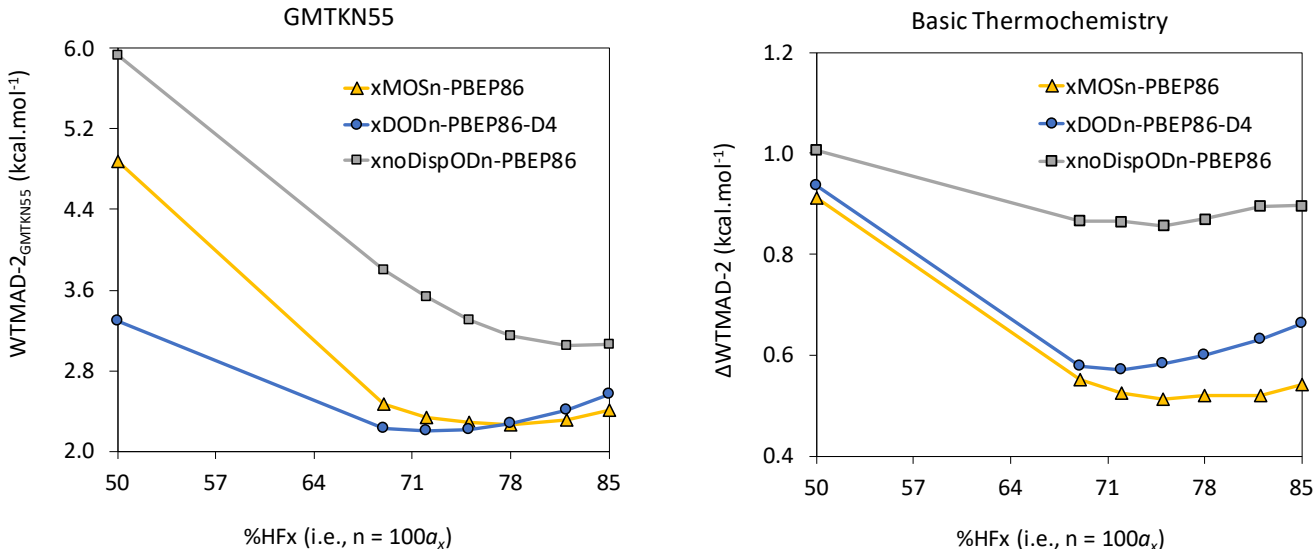 GMTKN55
WTMAD-2GMTKN55 (kcal.mol-1)
6.0
5.2
4.4
3.6
2.8
2.0
xMOSn-PBEP86
xDODn-PBEP86-D4
xnoDispODn-PBEP86
50 57 64 71 78 85
%HFx (i.e., n = 100ax)
Basic Thermochemistry
ΔWTMAD-2 (kcal.mol-1)
1.2
1.0
0.8
0.6
0.4
xMOSn-PBEP86
xDODn-PBEP86-D4
xnoDispODn-PBEP86
50 57 64 71 78 85
%HFx (i.e., n = 100ax)